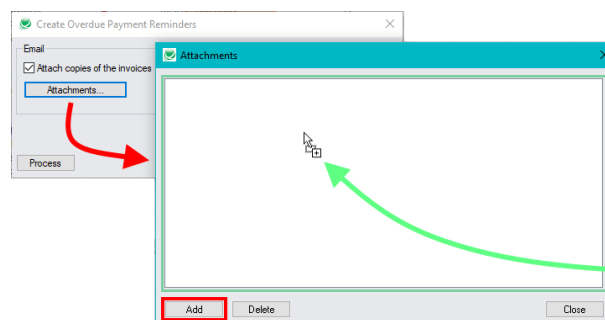 Create Overdue Payment Reminders
Email
Attach copies of the invoices
Attachments...
Process
Attachments
Add
Delete
Close